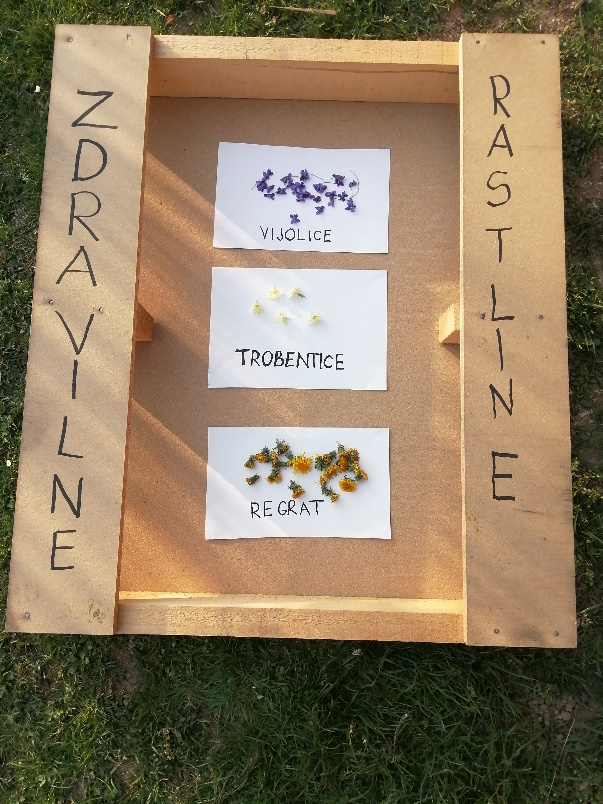 ZDRAVILNE
RASTLINE
VIJOLICE
TROBENTICE
REGRAT